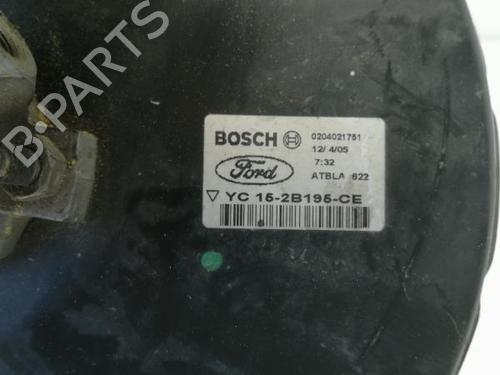 B-PARTS
BOSCH 0204021751
12/4/05
Ford 7:32
ATBLA 622
YC 15-2B195-CE